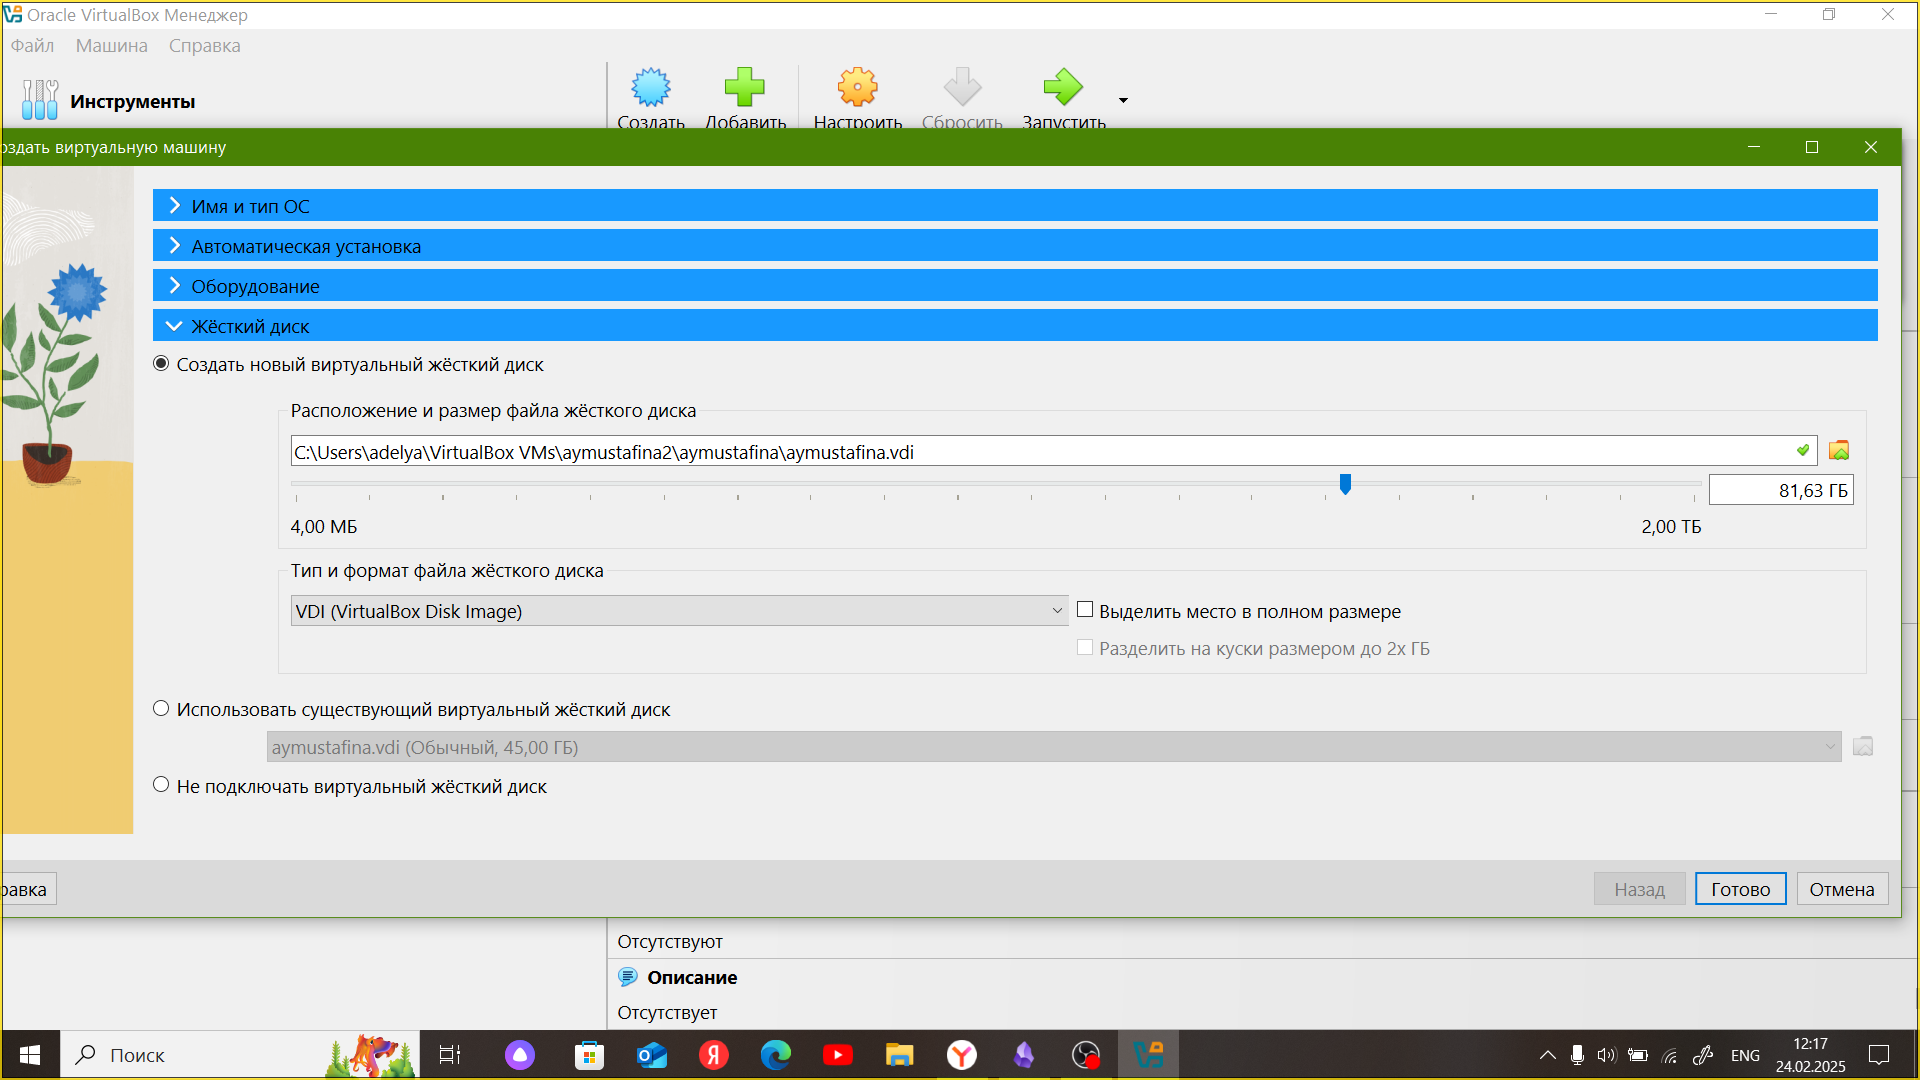 Oracle VirtualBox Менеджер
Файл Машина Справка
Инструменты
Создать Добавить Настроить Сбросить Запустить
оздать виртуальную машину
Имя и тип ОС
Автоматическая установка
Оборудование
Жёсткий диск
Создать новый виртуальный жёсткий диск
Расположение и размер файла жёсткого диска
C:\Users\adelya\VirtualBox VMs\aymustafina2\aymustafina\aymustafina.vdi
81,63 ГБ
4,00 МБ 2,00 ТБ
Тип и формат файла жёсткого диска
VDI (VirtualBox Disk Image) Выделить место в полном размере
Разделить на куски размером до 2х ГБ
Использовать существующий виртуальный жёсткий диск
aymustafina.vdi (Обычный, 45,00 ГБ)
Не подключать виртуальный жёсткий диск
равка Назад Готово Отмена
Отсутствуют
Описание
Отсутствует
Поиск ENG 12:17
24.02.2025